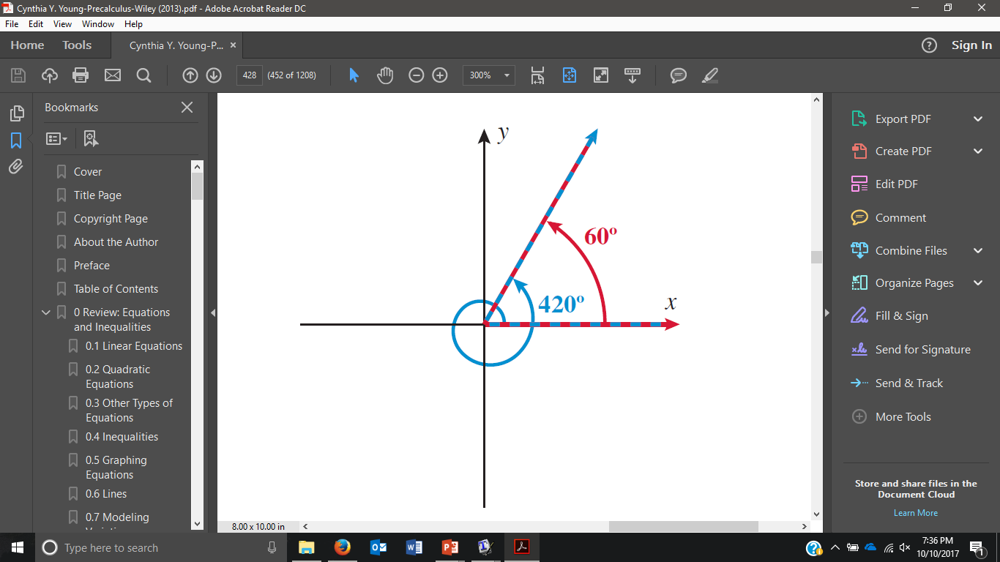 Cynthia Y. Young-Precalculus-Wiley (2013).pdf - Adobe Acrobat Reader DC
File Edit View Window Help
Home Tools Cynthia Y. Young-P... × ? Sign In
428 (452 of 1208) 300%
Bookmarks
Cover
Title Page
Copyright Page
About the Author
Preface
Table of Contents
0 Review: Equations
and Inequalities
0.1 Linear Equations
0.2 Quadratic
Equations
0.3 Other Types of
Equations
0.4 Inequalities
0.5 Graphing
Equations
0.6 Lines
0.7 Modeling
y
60º
420º
x
8.00 x 10.00 in
Export PDF
Create PDF
Edit PDF
Comment
Combine Files
Organize Pages
Fill & Sign
Send for Signature
Send & Track
More Tools
Store and share files in the
Document Cloud
Learn More
Type here to search
7:36 PM
10/10/2017
1